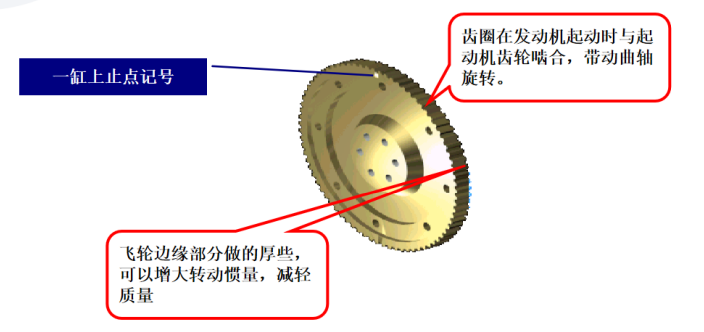 一缸上止点记号
齿圈在发动机起动时与起
动机齿轮啮合，带动曲轴
旋转。
飞轮边缘部分做的厚些，
可以增大转动惯量，减轻
质量